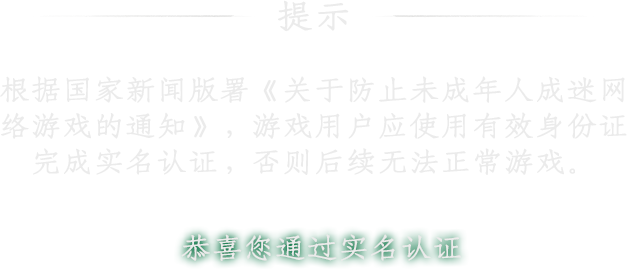 提示
根据国家新闻版署《关于防止未成年人成迷网
络游戏的通知》，游戏用户应使用有效身份证
完成实名认证，否则后续无法正常游戏。
恭喜您通过实名认证